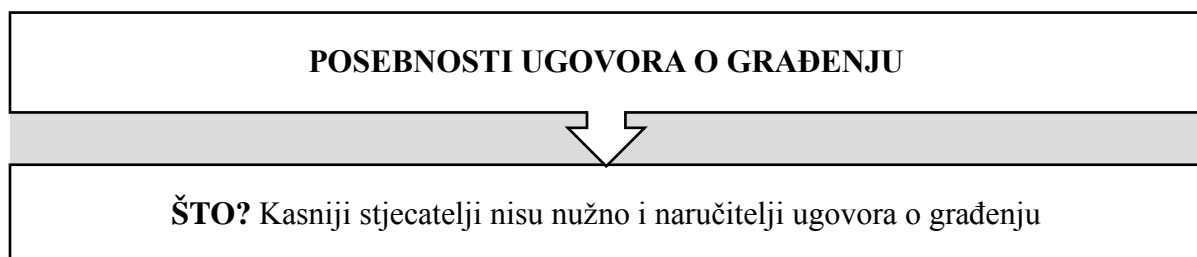 POSEBNOSTI UGOVORA O GRAĐENJU
ŠTO? Kasniji stjecatelji nisu nužno i naručitelji ugovora o građenju